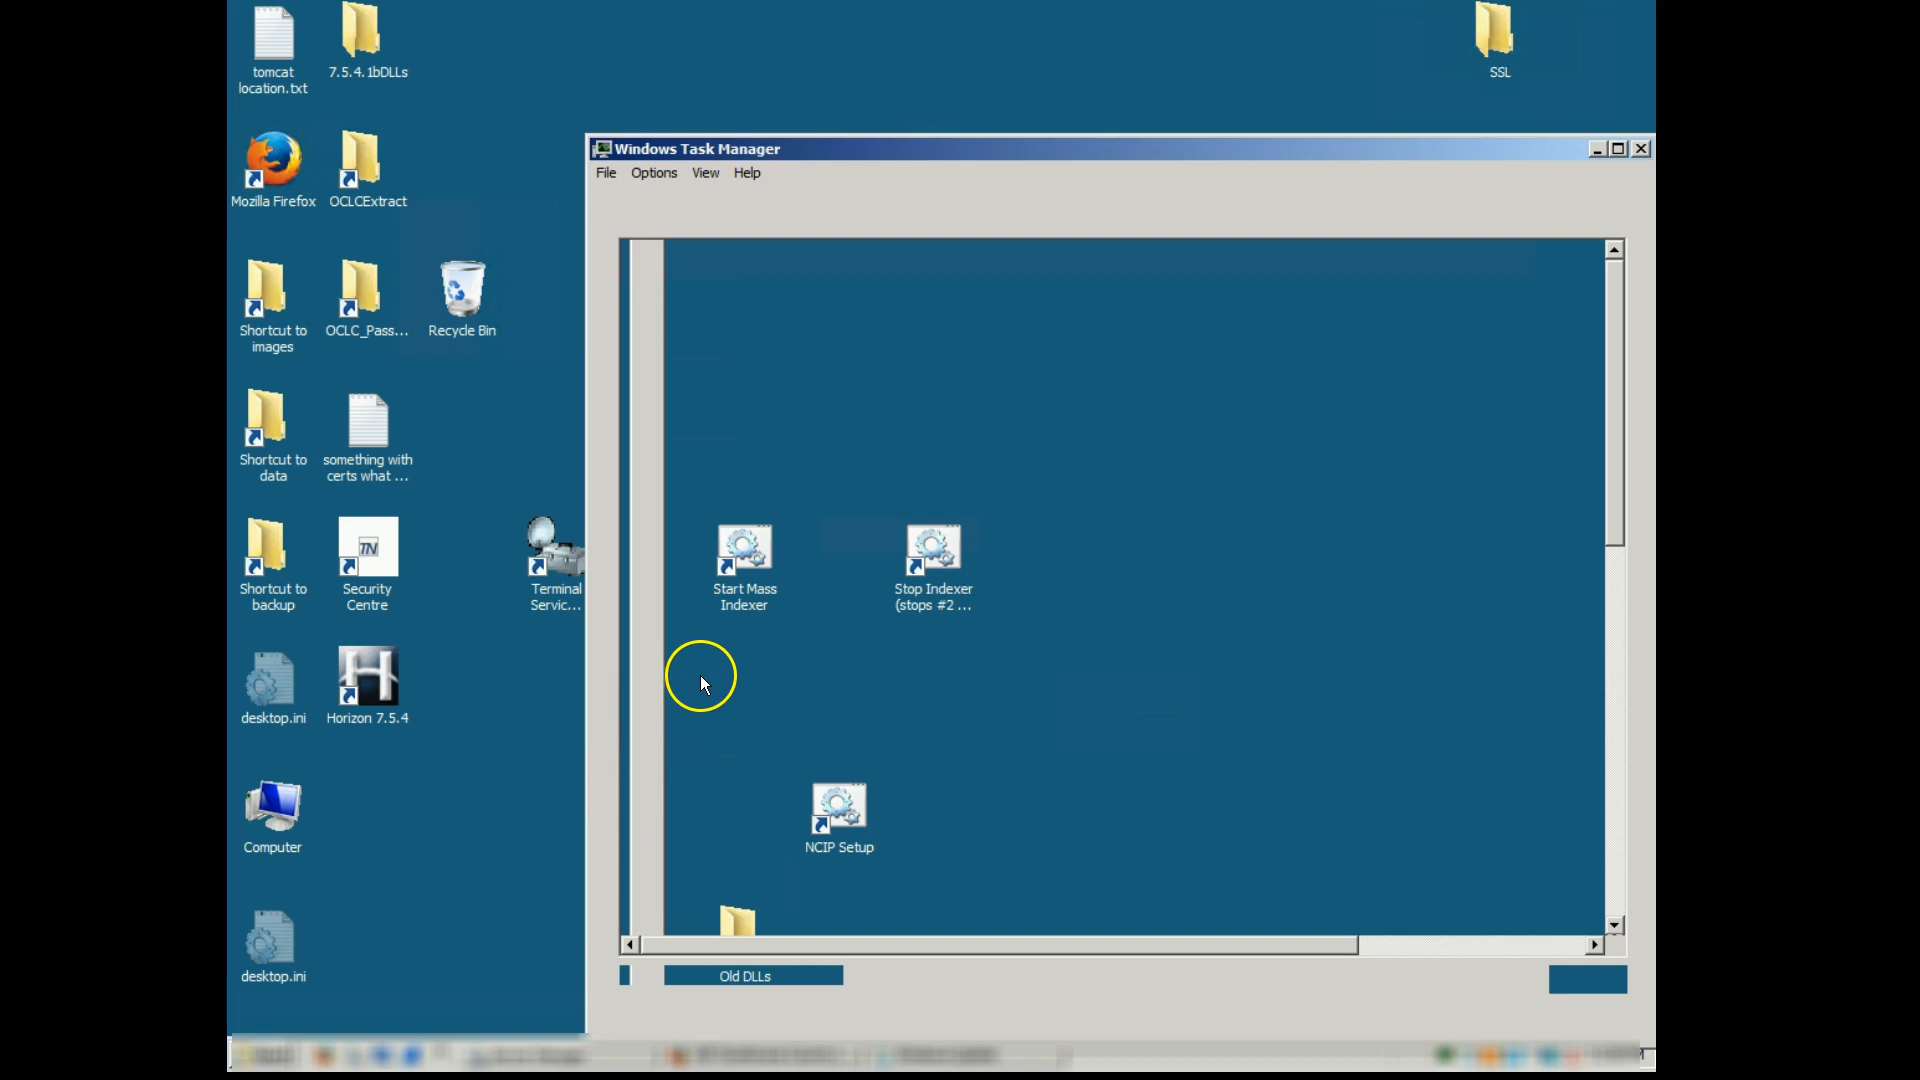 tomcat
location.txt
7.5.4.1bDLLs
SSL
Windows Task Manager
File Options View Help
Mozilla Firefox
OCLCExtract
Shortcut to
images
OCLC_Pass...
Recycle Bin
Shortcut to
data
something with
certs what ...
TN
Shortcut to
backup
Security
Centre
Terminal
Servic...
Start Mass
Indexer
Stop Indexer
(stops #2 ...
H
desktop.ini
Horizon 7.5.4
Computer
NCIP Setup
desktop.ini
Old DLLs